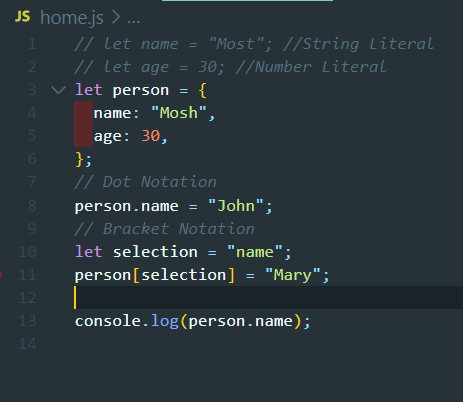 JS home.js > ...
1 // let name = "Most"; //String Literal
2 // let age = 30; //Number Literal
3 let person = {
4 name: "Mosh",
5 age: 30,
6 };
7 // Dot Notation
8 person.name = "John";
9 // Bracket Notation
10 let selection = "name";
11 person[selection] = "Mary";
12
13 console.log(person.name);
14